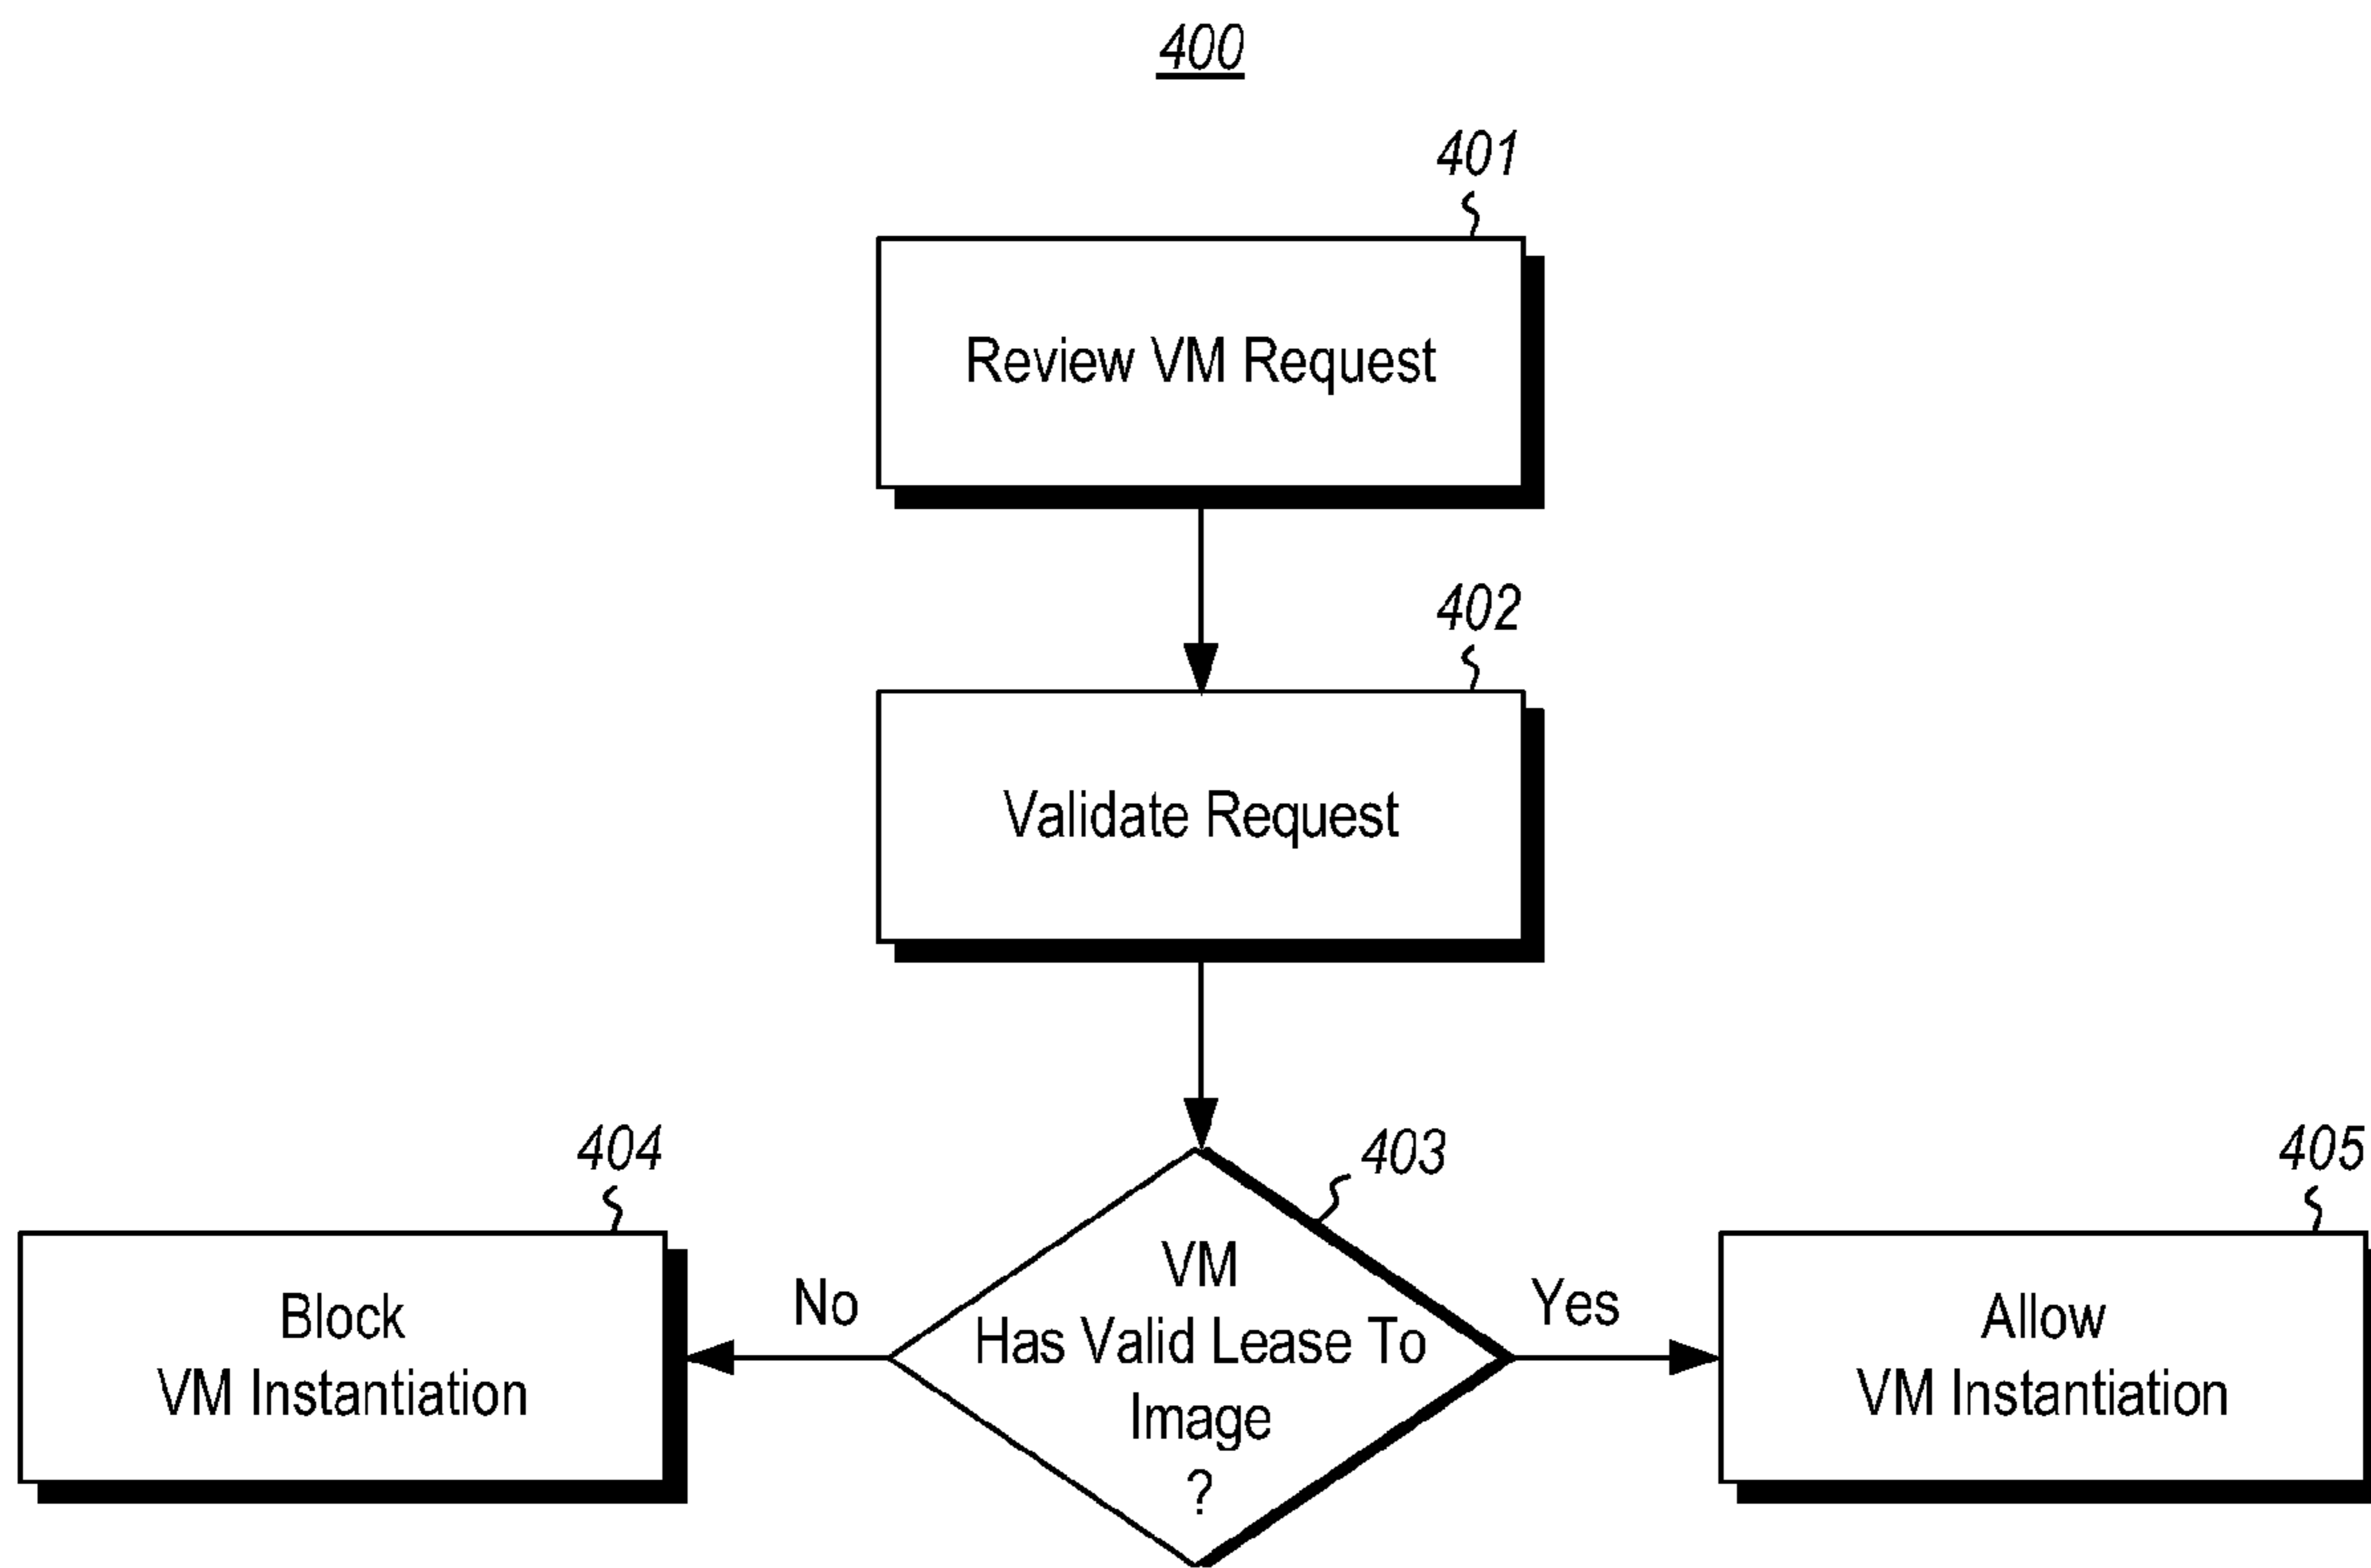 400
401
Review VM Request
402
Validate Request
403
VM
Has Valid Lease To
Image
?
No
404
Block
VM Instantiation
Yes
405
Allow
VM Instantiation